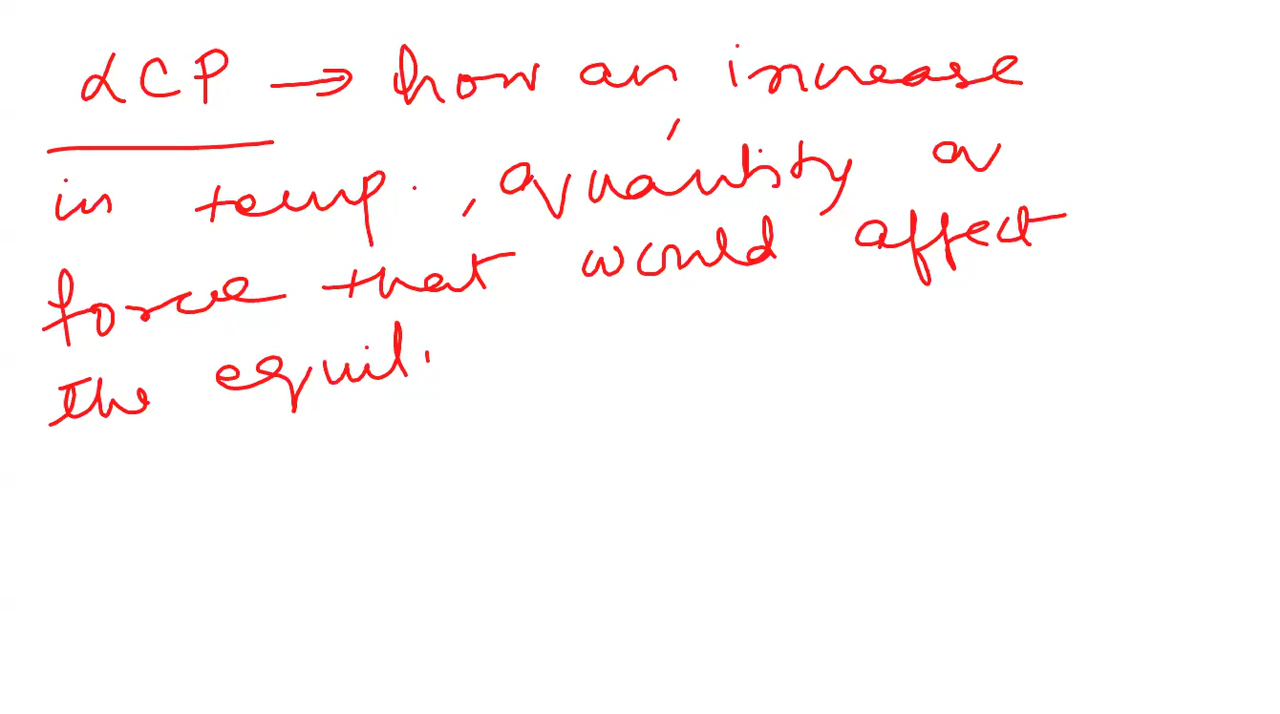 LCP → how an increase
in temp., quantity or
force that would affect
the equil.